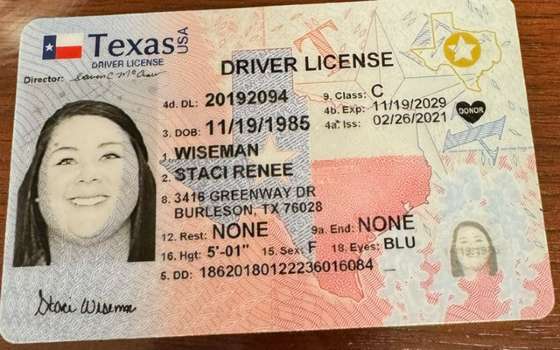 Texas USA
DRIVER LICENSE
Director:
DRIVER LICENSE
4d. DL: 20192094 9. Class: C
4b. Exp: 11/19/2029
3. DOB: 11/19/1985 4a. Iss: 02/26/2021
DONOR
1. WISEMAN
2. STACI RENEE
8. 3416 GREENWAY DR
BURLESON, TX 76028
12. Rest: NONE 9a. End: NONE
16. Hgt: 5'-01" 15. Sex: F 18. Eyes: BLU
5. DD: 18620180122236016084
Staci Wiseman